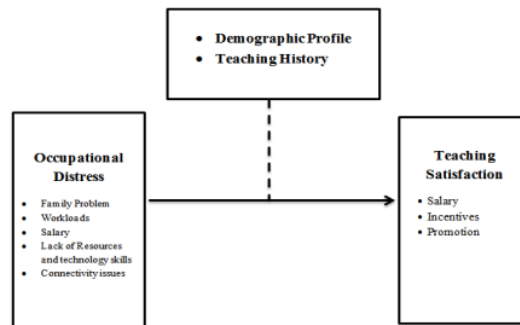 • Demographic Profile
• Teaching History
Occupational
Distress
• Family Problem
• Workloads
• Salary
• Lack of Resources
and technology skills
• Connectivity issues
Teaching
Satisfaction
• Salary
• Incentives
• Promotion